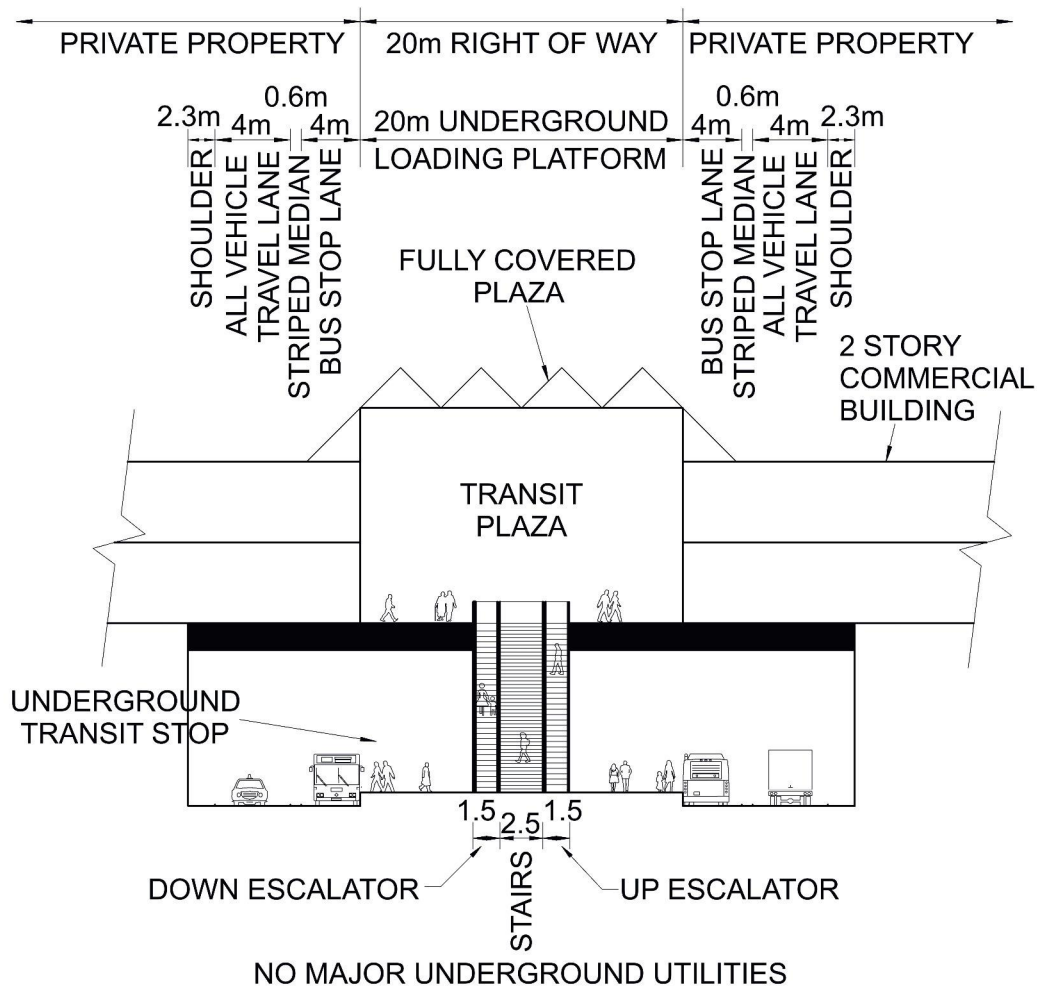 PRIVATE PROPERTY
20m RIGHT OF WAY
PRIVATE PROPERTY
2.3m
4m
0.6m
4m
20m UNDERGROUND
LOADING PLATFORM
4m
0.6m
4m
2.3m
SHOULDER
ALL VEHICLE
TRAVEL LANE
STRIPED MEDIAN
BUS STOP LANE
BUS STOP LANE
STRIPED MEDIAN
ALL VEHICLE
TRAVEL LANE
SHOULDER
FULLY COVERED
PLAZA
2 STORY
COMMERCIAL
BUILDING
TRANSIT
PLAZA
UNDERGROUND
TRANSIT STOP
1.5
2.5
1.5
DOWN ESCALATOR
STAIRS
UP ESCALATOR
NO MAJOR UNDERGROUND UTILITIES